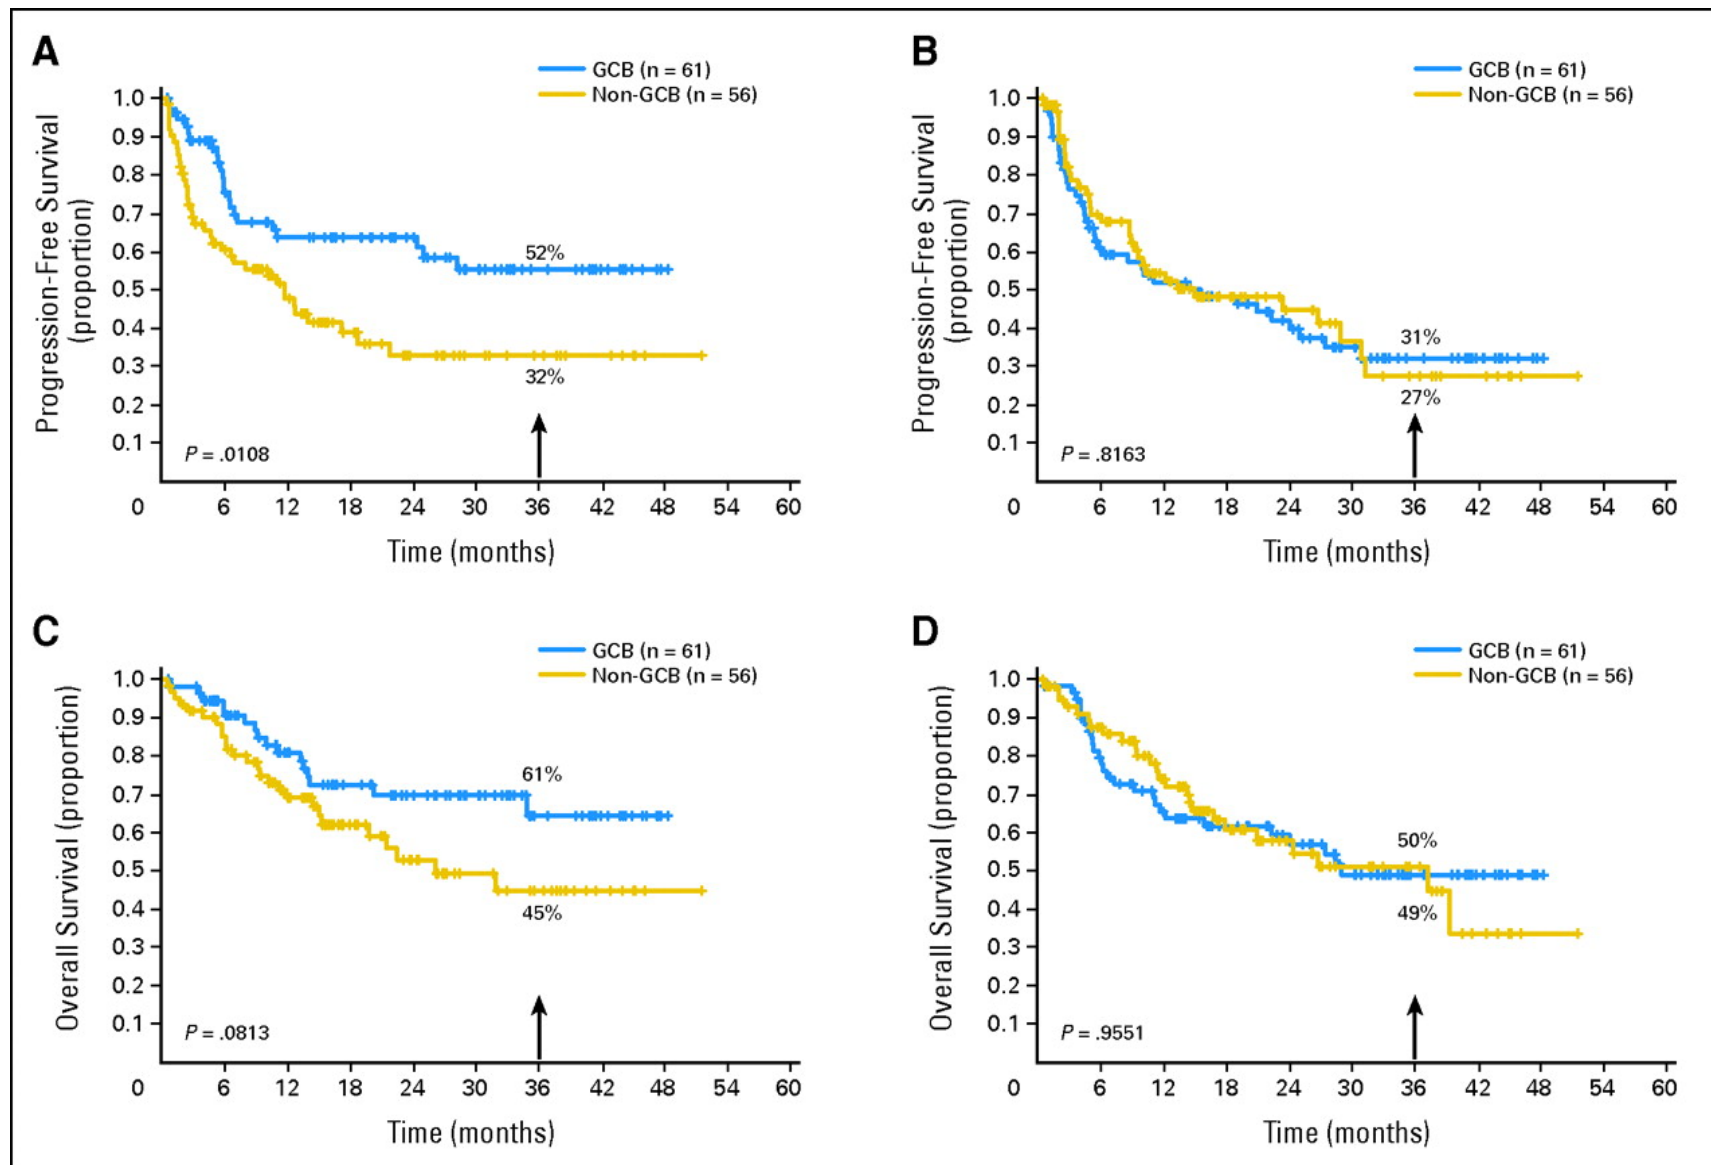 A
GCB (n = 61)
Non-GCB (n = 56)
Progression-Free Survival
(proportion)
1.0
0.9
0.8
0.7
0.6
0.5
0.4
0.3
0.2
0.1
52%
32%
P = .0108
0 6 12 18 24 30 36 42 48 54 60
Time (months)
B
GCB (n = 61)
Non-GCB (n = 56)
Progression-Free Survival
(proportion)
1.0
0.9
0.8
0.7
0.6
0.5
0.4
0.3
0.2
0.1
31%
27%
P = .8163
0 6 12 18 24 30 36 42 48 54 60
Time (months)
C
GCB (n = 61)
Non-GCB (n = 56)
Overall Survival (proportion)
1.0
0.9
0.8
0.7
0.6
0.5
0.4
0.3
0.2
0.1
61%
45%
P = .0813
0 6 12 18 24 30 36 42 48 54 60
Time (months)
D
GCB (n = 61)
Non-GCB (n = 56)
Overall Survival (proportion)
1.0
0.9
0.8
0.7
0.6
0.5
0.4
0.3
0.2
0.1
50%
49%
P = .9551
0 6 12 18 24 30 36 42 48 54 60
Time (months)